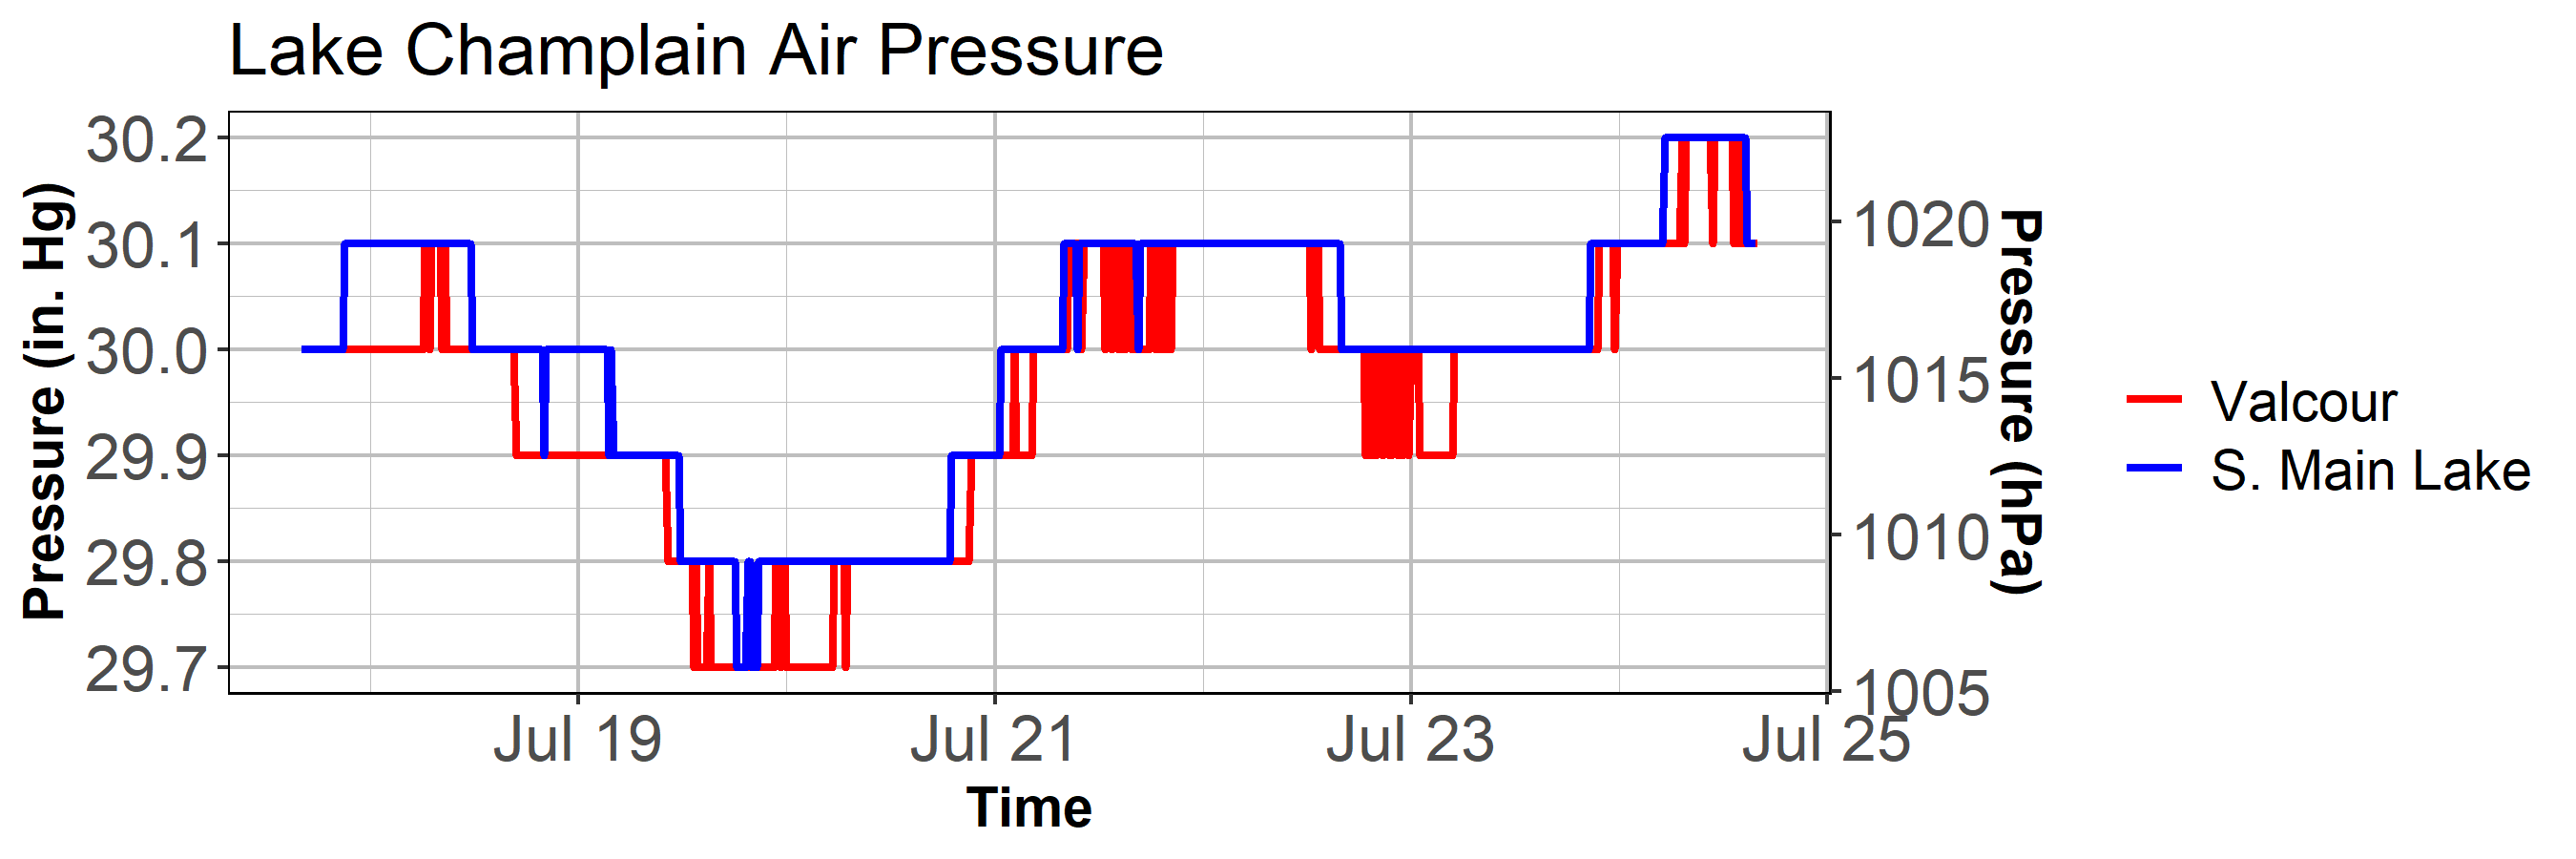 Lake Champlain Air Pressure
Pressure (in. Hg)
30.2
30.1
30.0
29.9
29.8
29.7
1020
1015
1010
1005
Pressure (hPa)
Jul 19
Jul 21
Jul 23
Jul 25
Time
Valcour
S. Main Lake